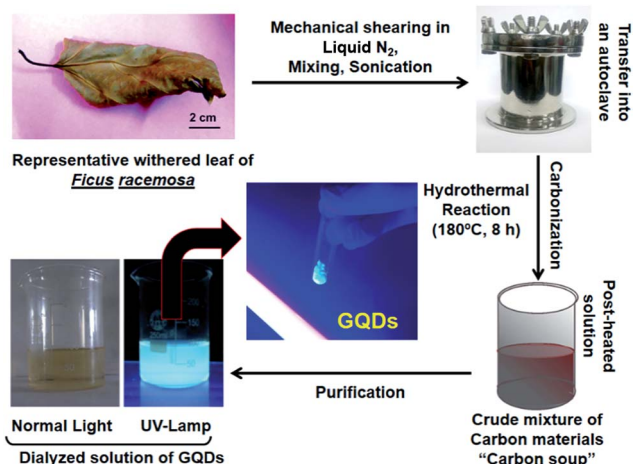 Mechanical shearing in
Liquid N2,
Mixing, Sonication
Transfer into
an autoclave
2 cm
Representative withered leaf of
Ficus racemosa
Hydrothermal
Reaction
(180ºC, 8 h)
Carbonization
GQDs
Post-heated
solution
Purification
Normal Light
UV-Lamp
Crude mixture of
Carbon materials
“Carbon soup”
Dialyzed solution of GQDs